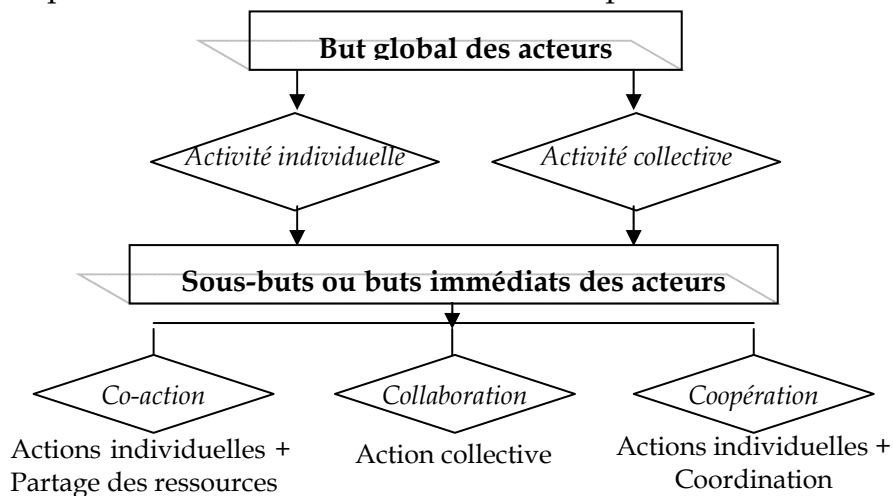 But global des acteurs
Activité individuelle
Activité collective
Sous-buts ou buts immédiats des acteurs
Co-action
Collaboration
Coopération
Actions individuelles +
Partage des ressources
Action collective
Actions individuelles +
Coordination